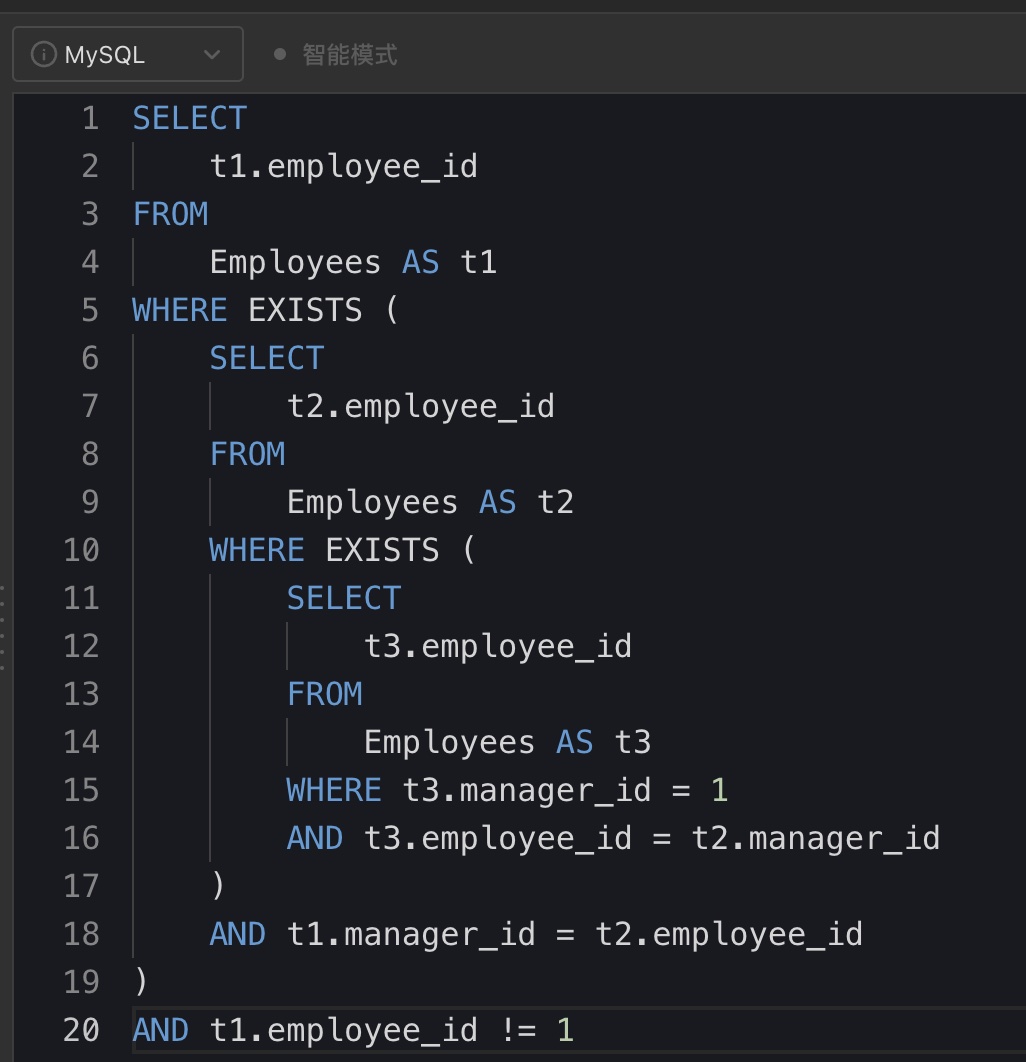 MySQL 智能模式
1 SELECT
2     t1.employee_id
3 FROM
4     Employees AS t1
5 WHERE EXISTS (
6     SELECT
7         t2.employee_id
8     FROM
9         Employees AS t2
10     WHERE EXISTS (
11         SELECT
12             t3.employee_id
13         FROM
14             Employees AS t3
15         WHERE t3.manager_id = 1
16         AND t3.employee_id = t2.manager_id
17     )
18     AND t1.manager_id = t2.employee_id
19 )
20 AND t1.employee_id != 1